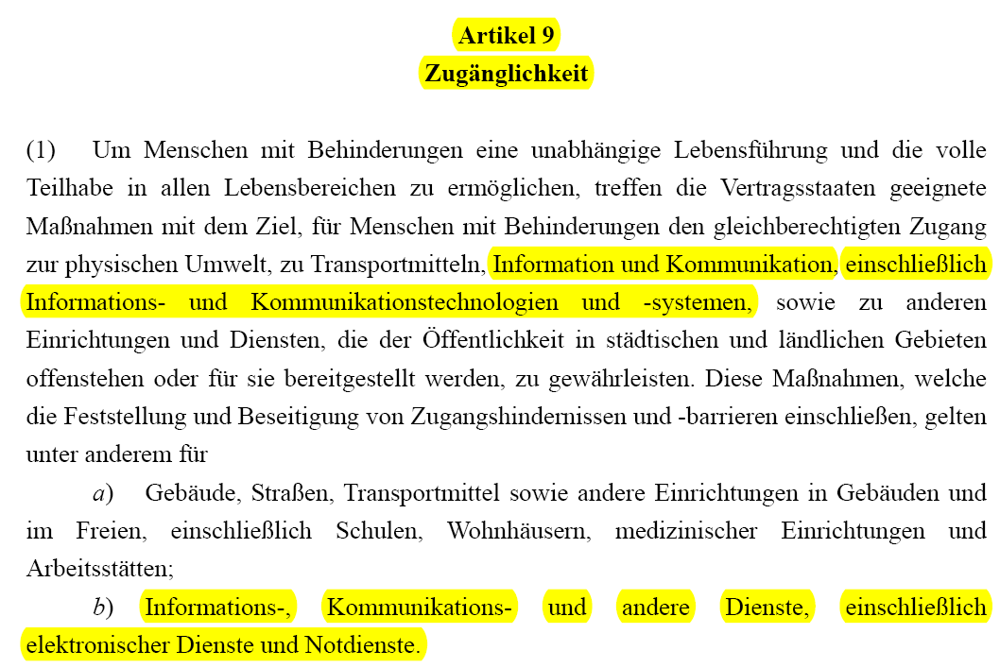 Artikel 9
Zugänglichkeit
(1) Um Menschen mit Behinderungen eine unabhängige Lebensführung und die volle
Teilhabe in allen Lebensbereichen zu ermöglichen, treffen die Vertragsstaaten geeignete
Maßnahmen mit dem Ziel, für Menschen mit Behinderungen den gleichberechtigten Zugang
zur physischen Umwelt, zu Transportmitteln, Information und Kommunikation, einschließlich
Informations- und Kommunikationstechnologien und -systemen, sowie zu anderen
Einrichtungen und Diensten, die der Öffentlichkeit in städtischen und ländlichen Gebieten
offenstehen oder für sie bereitgestellt werden, zu gewährleisten. Diese Maßnahmen, welche
die Feststellung und Beseitigung von Zugangshindernissen und -barrieren einschließen, gelten
unter anderem für
a) Gebäude, Straßen, Transportmittel sowie andere Einrichtungen in Gebäuden und
im Freien, einschließlich Schulen, Wohnhäusern, medizinischer Einrichtungen und
Arbeitsstätten;
b) Informations-, Kommunikations- und andere Dienste, einschließlich
elektronischer Dienste und Notdienste.